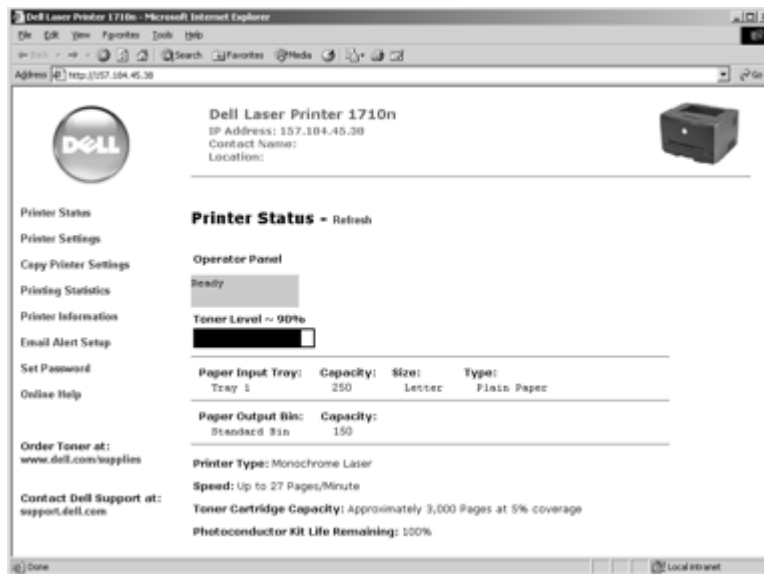 Dell Laser Printer 1710n - Microsoft Internet Explorer
File Edit View Favorites Tools Help
Back Search Favorites Media
Address http://157.184.45.38 Go
DELL
Dell Laser Printer 1710n
IP Address: 157.184.45.38
Contact Name:
Location:
Printer Status
Printer Settings
Copy Printer Settings
Printing Statistics
Printer Information
Email Alert Setup
Set Password
Online Help
Order Toner at:
www.dell.com/supplies
Contact Dell Support at:
support.dell.com
Printer Status - Refresh
Operator Panel
Ready
Toner Level ~ 90%
Paper Input Tray: Capacity: Size: Type:
Tray 1 250 Letter Plain Paper
Paper Output Bin: Capacity:
Standard Bin 150
Printer Type: Monochrome Laser
Speed: Up to 27 Pages/Minute
Toner Cartridge Capacity: Approximately 3,000 Pages at 5% coverage
Photoconductor Kit Life Remaining: 100%
Done Local intranet